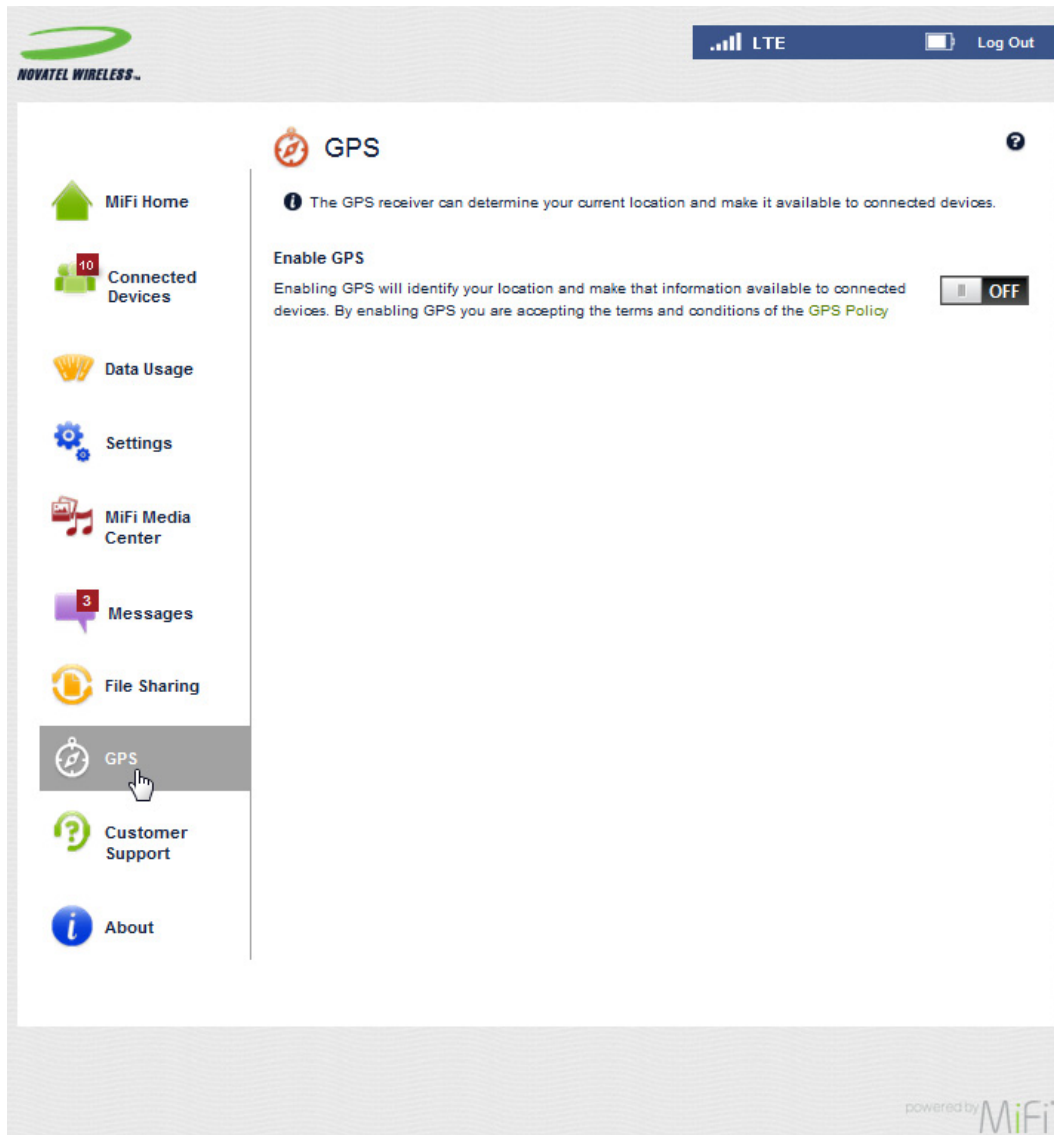 LTE
Log Out
NOVATEL WIRELESS™
GPS
The GPS receiver can determine your current location and make it available to connected devices.
Enable GPS
Enabling GPS will identify your location and make that information available to connected
devices. By enabling GPS you are accepting the terms and conditions of the GPS Policy
OFF
MiFi Home
10
Connected
Devices
Data Usage
Settings
MiFi Media
Center
3
Messages
File Sharing
GPS
Customer
Support
About
powered by MiFi